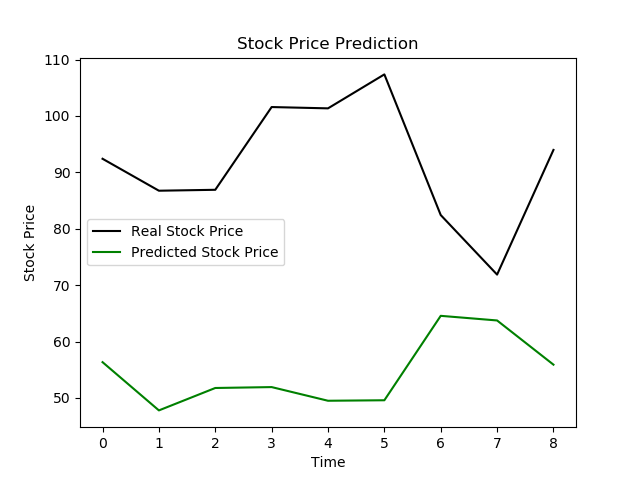 Stock Price Prediction
110
100
90
80
70
60
50
Stock Price
Real Stock Price
Predicted Stock Price
0 1 2 3 4 5 6 7 8
Time